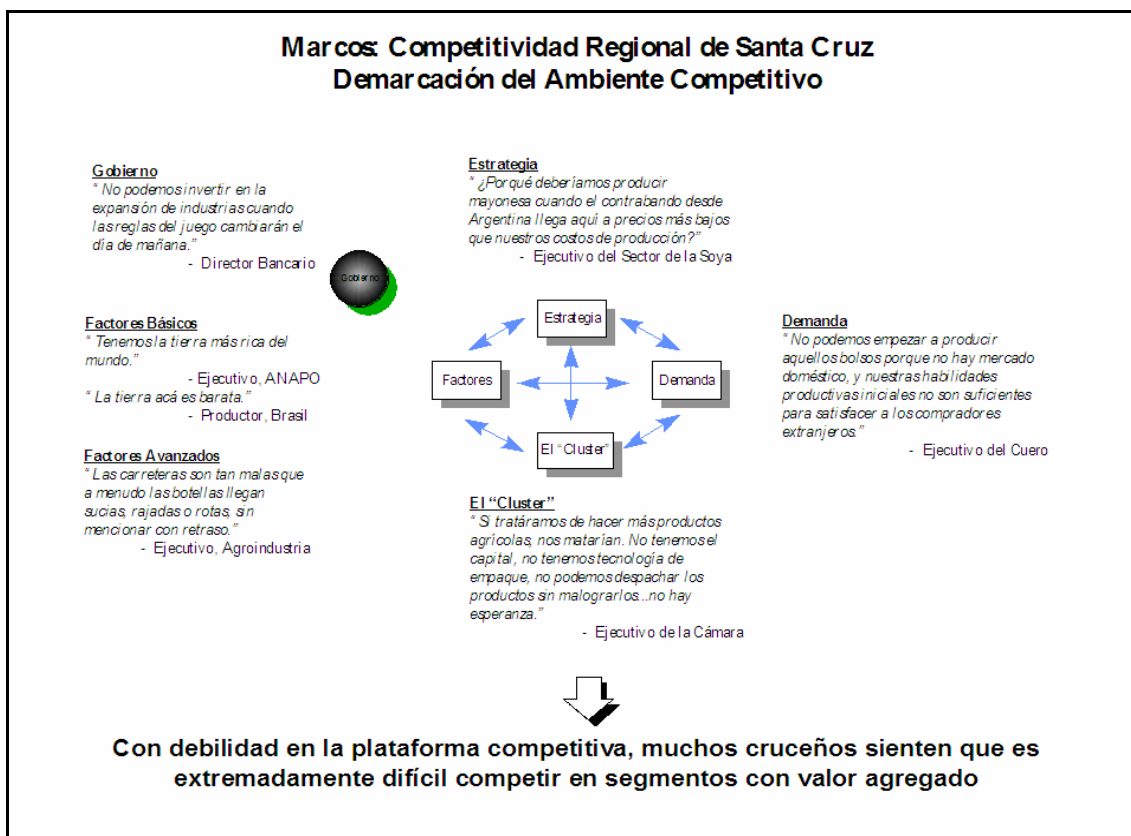 Marcos: Competitividad Regional de Santa Cruz
Demarcación del Ambiente Competitivo
Gobierno
“ No podemos invertir en la
expansión de industrias cuando
las reglas del juego cambiarán el
día de mañana.”
- Director Bancario
Gobierno
Factores Básicos
“ Tenemos la tierra más rica del
mundo.”
- Ejecutivo, ANAPO
“ La tierra acá es barata.”
- Productor, Brasil
Factores Avanzados
“ Las carreteras son tan malas que
a menudo las botellas llegan
sucias, rajadas o rotas, sin
mencionar con retraso.”
- Ejecutivo, Agroindustria
Estrategia
“ ¿Porqué deberíamos producir
mayonesa cuando el contrabando desde
Argentina llega aquí a precios más bajos
que nuestros costos de producción?”
- Ejecutivo del Sector de la Soya
Estrategia
Factores
Demanda
El “Cluster”
Demanda
“ No podemos empezar a producir
aquellos bolsos porque no hay mercado
doméstico, y nuestras habilidades
productivas iniciales no son suficientes
para satisfacer a los compradores
extranjeros.”
- Ejecutivo del Cuero
El “Cluster”
“ Si tratáramos de hacer más productos
agrícolas, nos matarían. No tenemos el
capital, no tenemos tecnología de
empaque, no podemos despachar los
productos sin malograrlos...no hay
esperanza.”
- Ejecutivo de la Cámara
Con debilidad en la plataforma competitiva, muchos cruceños sienten que es
extremadamente difícil competir en segmentos con valor agregado